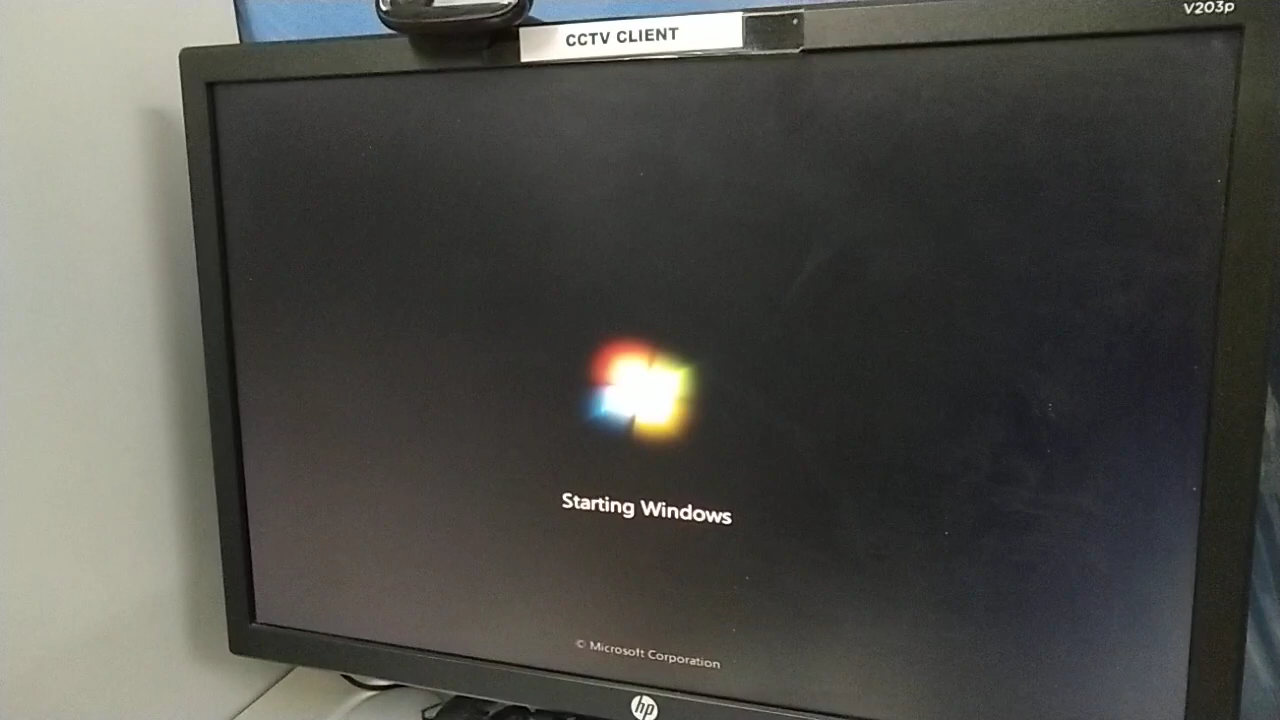 V203p
CCTV CLIENT
Starting Windows
© Microsoft Corporation
hp